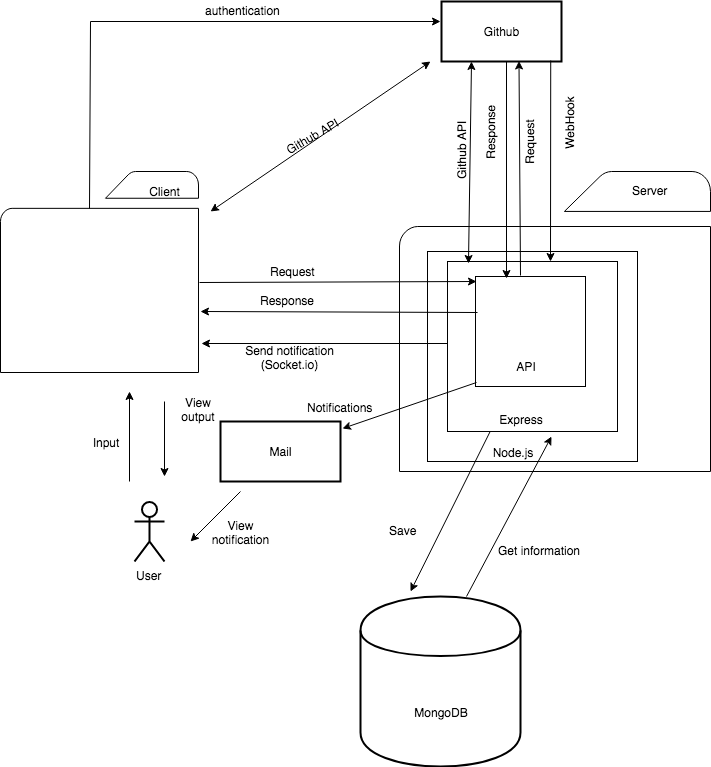 authentication
Github
Github API
Github API
Response
Request
WebHook
Client
Server
Request
Response
Send notification
(Socket.io)
API
Express
Node.js
Notifications
View
output
Input
Mail
User
View
notification
Save
Get information
MongoDB